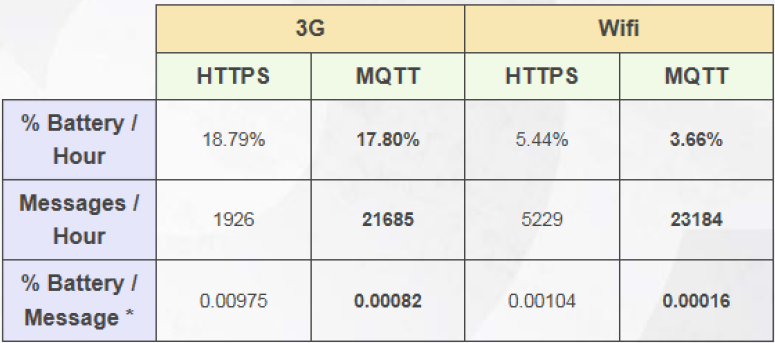 3G Wifi
HTTPS MQTT HTTPS MQTT
% Battery /
Hour
18.79% 17.80% 5.44% 3.66%
Messages /
Hour
1926 21685 5229 23184
% Battery /
Message *
0.00975 0.00082 0.00104 0.00016